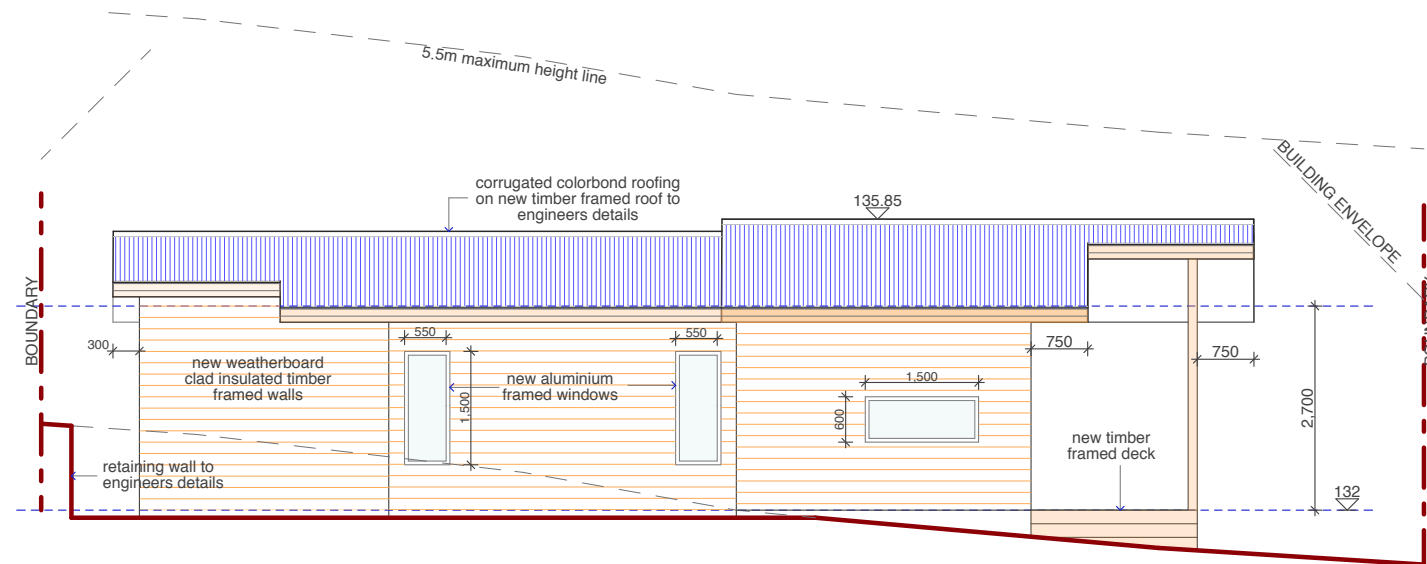 5.5m maximum height line
BUILDING ENVELOPE
corrugated colorbond roofing
on new timber framed roof to
engineers details
135.85
BOUNDARY
300
550
550
750
750
new weatherboard
clad insulated timber
framed walls
new aluminium
framed windows
1,500
1,500
600
2,700
new timber
framed deck
retaining wall to
engineers details
132